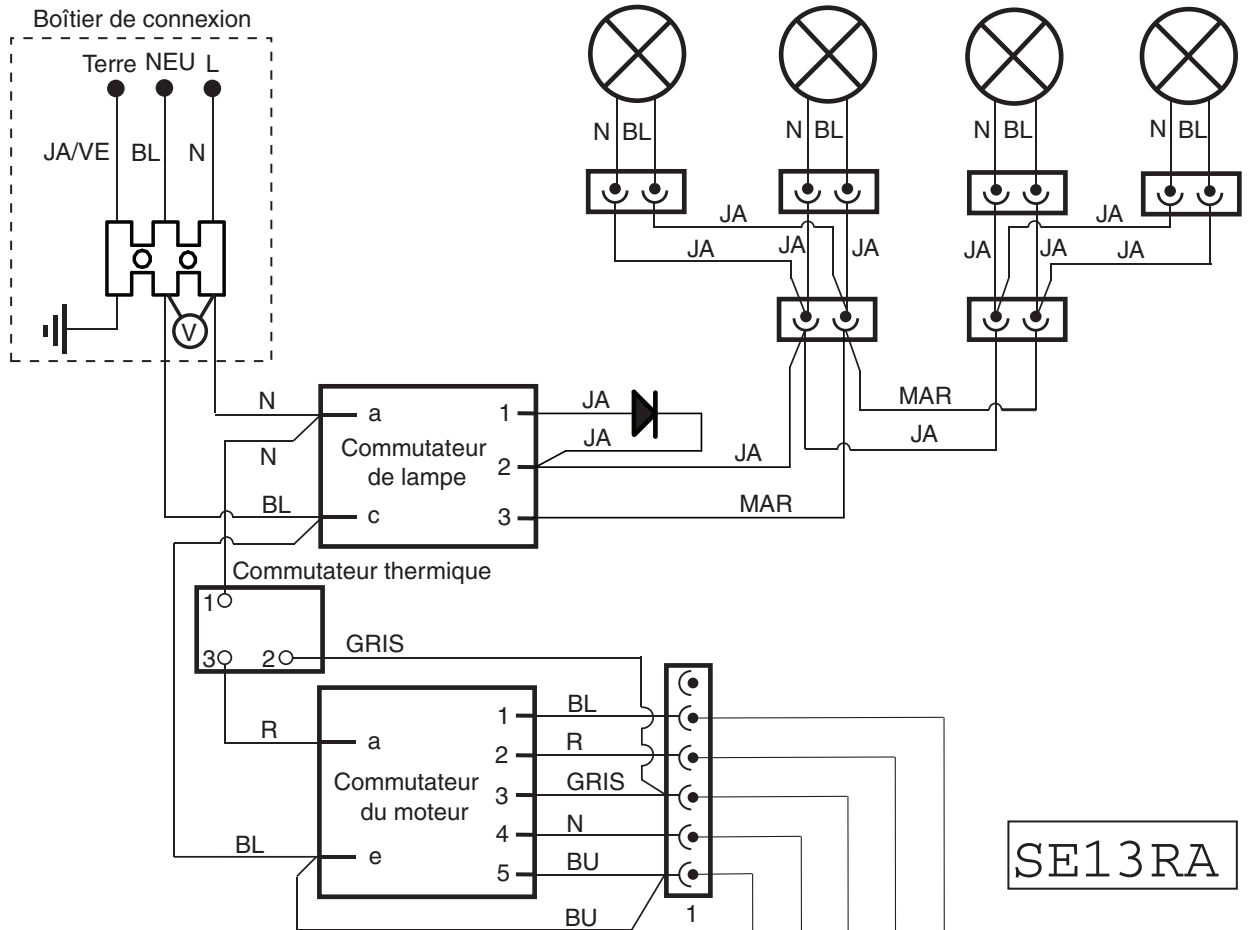 Boîtier de connexion
Terre NEU L
JA/VE BL N
V
N BL
N BL
N BL
N BL
JA
JA
JA
JA
JA
JA
JA
JA
MAR
JA
N
N
BL
a
Commutateur
de lampe
c
1
2
3
JA
JA
JA
MAR
Commutateur thermique
1
3
2
GRIS
R
BL
a
Commutateur
du moteur
e
1
2
3
4
5
BL
R
GRIS
N
BU
BU
1
SE13RA